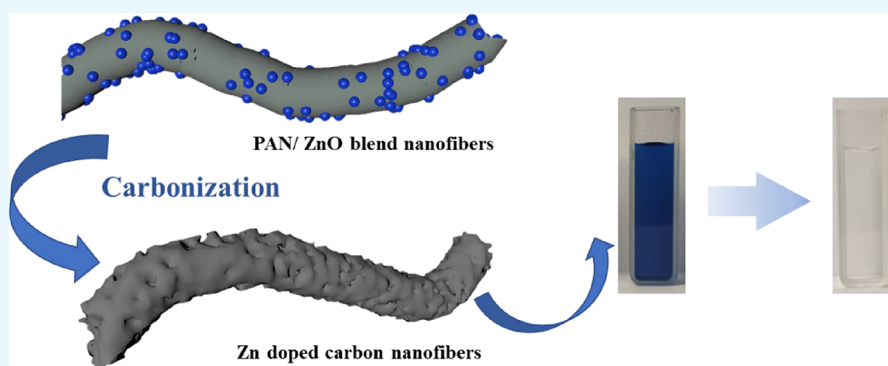 PAN/ ZnO blend nanofibers
Carbonization
Zn doped carbon nanofibers